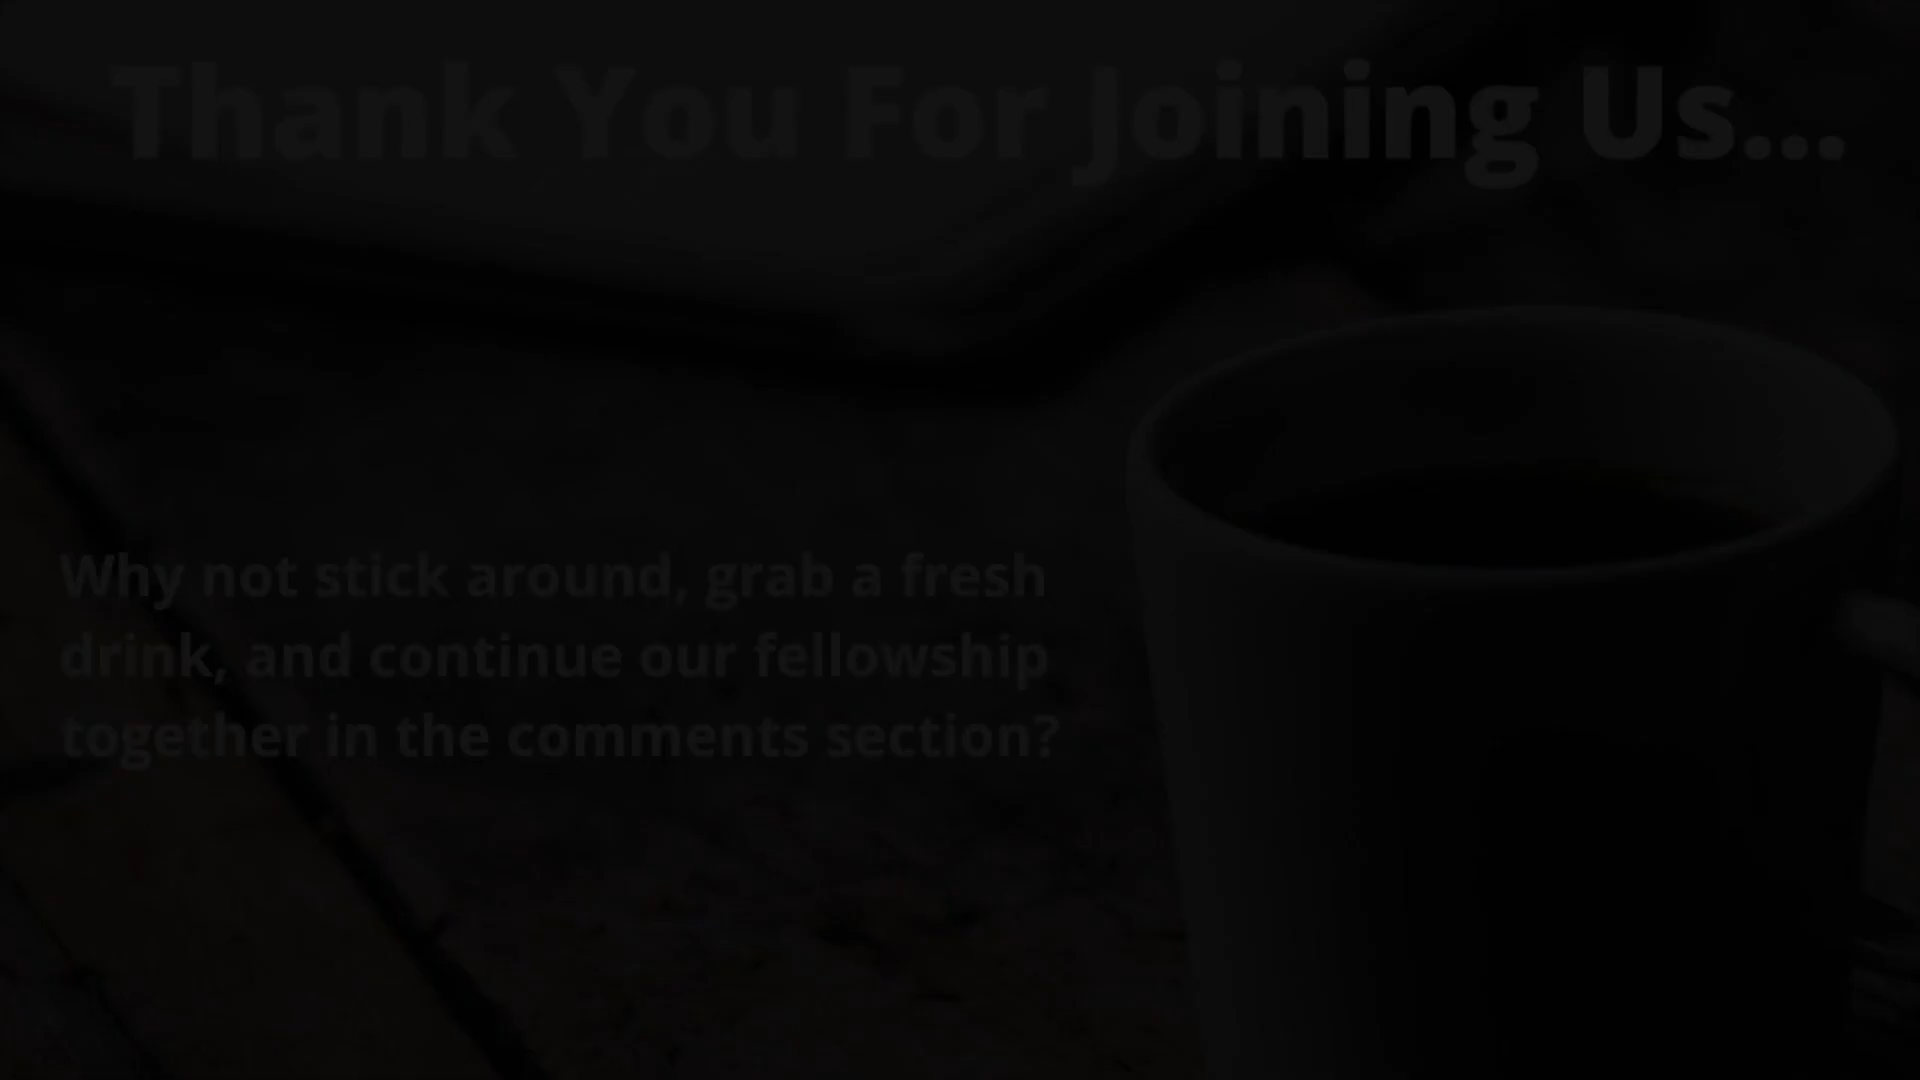 Thank You For Joining Us...
Why not stick around, grab a fresh
drink, and continue our fellowship
together in the comments section?